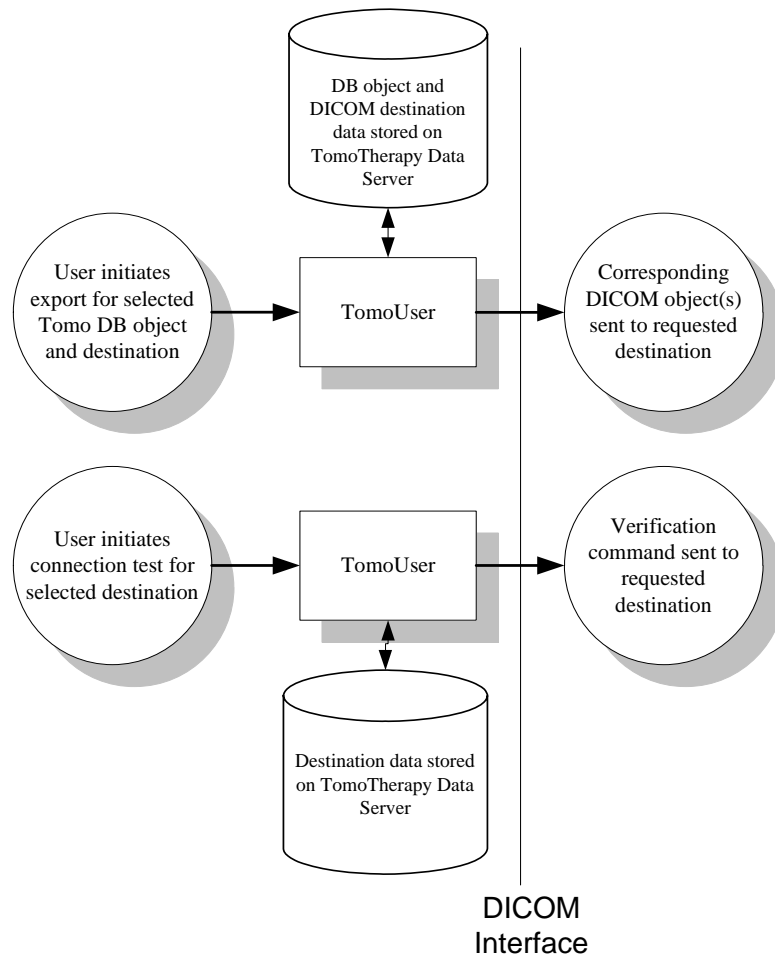 DB object and
DICOM destination
data stored on
TomoTherapy Data
Server
User initiates
export for selected
Tomo DB object
and destination
TomoUser
Corresponding
DICOM object(s)
sent to requested
destination
User initiates
connection test for
selected destination
TomoUser
Verification
command sent to
requested
destination
Destination data stored
on TomoTherapy Data
Server
DICOM
Interface